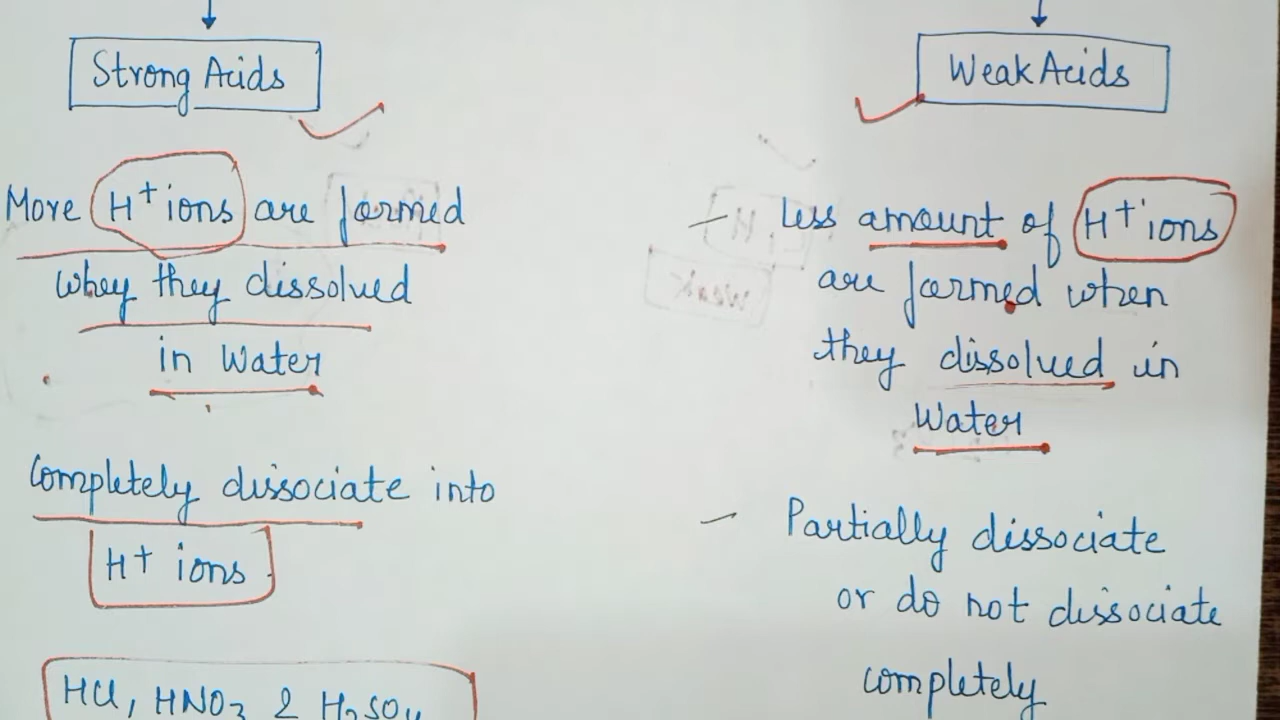 Strong Acids
More H+ ions are formed
whey they dissolved
in Water
Completely dissociate into
H+ ions
HCl, HNO3 & H2SO4
Weak Acids
- less amount of H+ ions
are formed when
they dissolved in
Water
- Partially dissociate
or do not dissociate
completely